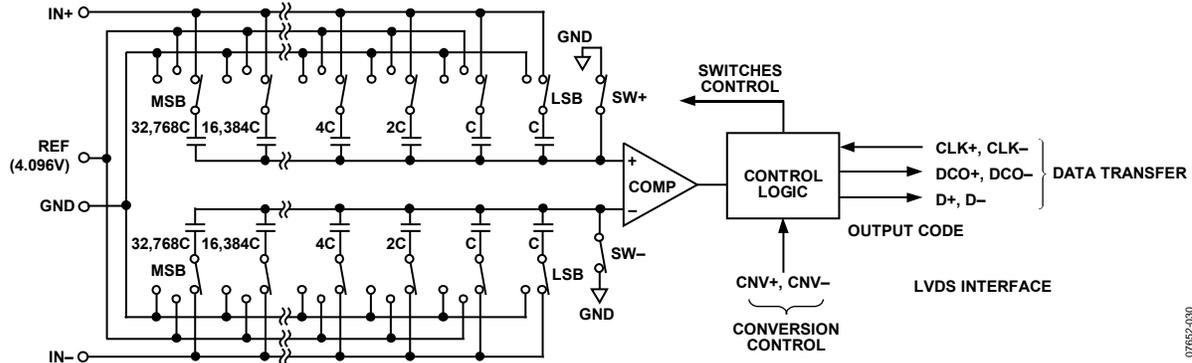 IN+
GND
SWITCHES
CONTROL
MSB
LSB
SW+
32,768C
16,384C
4C
2C
C
C
REF
(4.096V)
GND
+
COMP
–
CONTROL
LOGIC
CLK+, CLK–
DCO+, DCO–
D+, D–
DATA TRANSFER
OUTPUT CODE
32,768C
16,384C
4C
2C
C
C
MSB
LSB
SW–
GND
CNV+, CNV–
LVDS INTERFACE
CONVERSION
CONTROL
IN–
07652-030